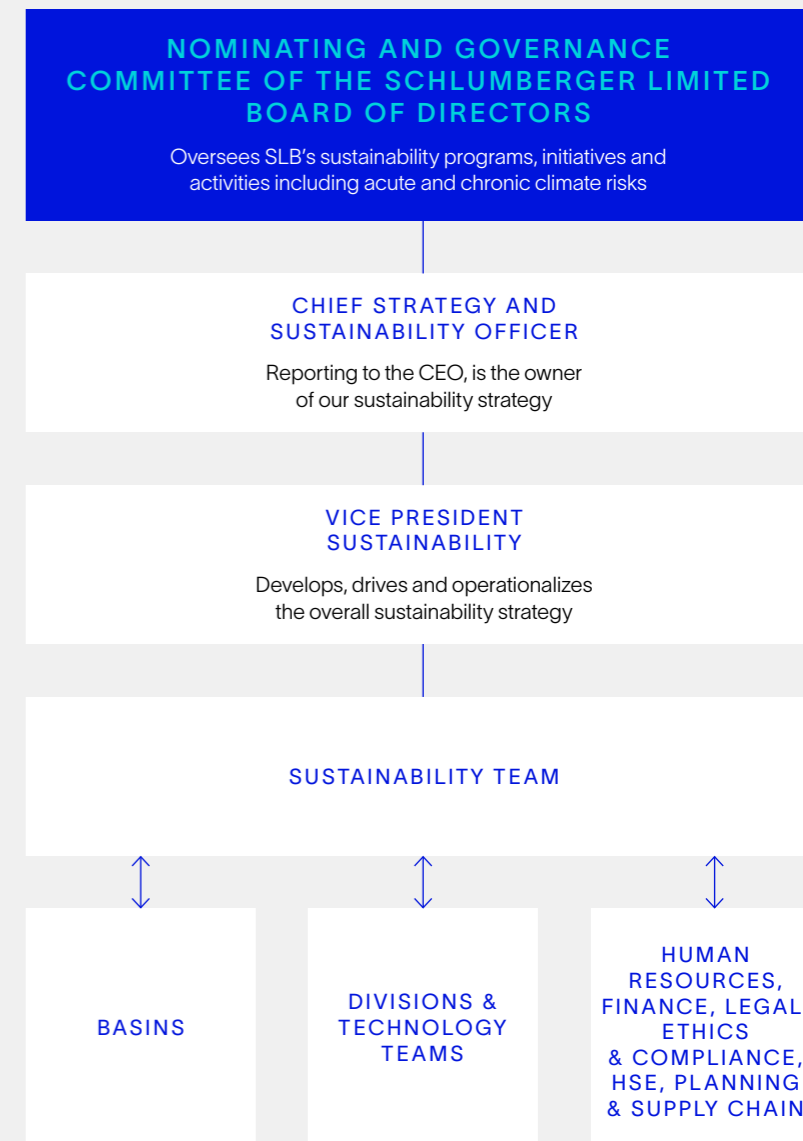 NOMINATING AND GOVERNANCE
COMMITTEE OF THE SCHLUMBERGER LIMITED
BOARD OF DIRECTORS
Oversees SLB's sustainability programs, initiatives and
activities including acute and chronic climate risks
CHIEF STRATEGY AND
SUSTAINABILITY OFFICER
Reporting to the CEO, is the owner
of our sustainability strategy
VICE PRESIDENT
SUSTAINABILITY
Develops, drives and operationalizes
the overall sustainability strategy
SUSTAINABILITY TEAM
BASINS
DIVISIONS &
TECHNOLOGY
TEAMS
HUMAN
RESOURCES,
FINANCE, LEGAL
ETHICS
& COMPLIANCE,
HSE, PLANNING
& SUPPLY CHAIN